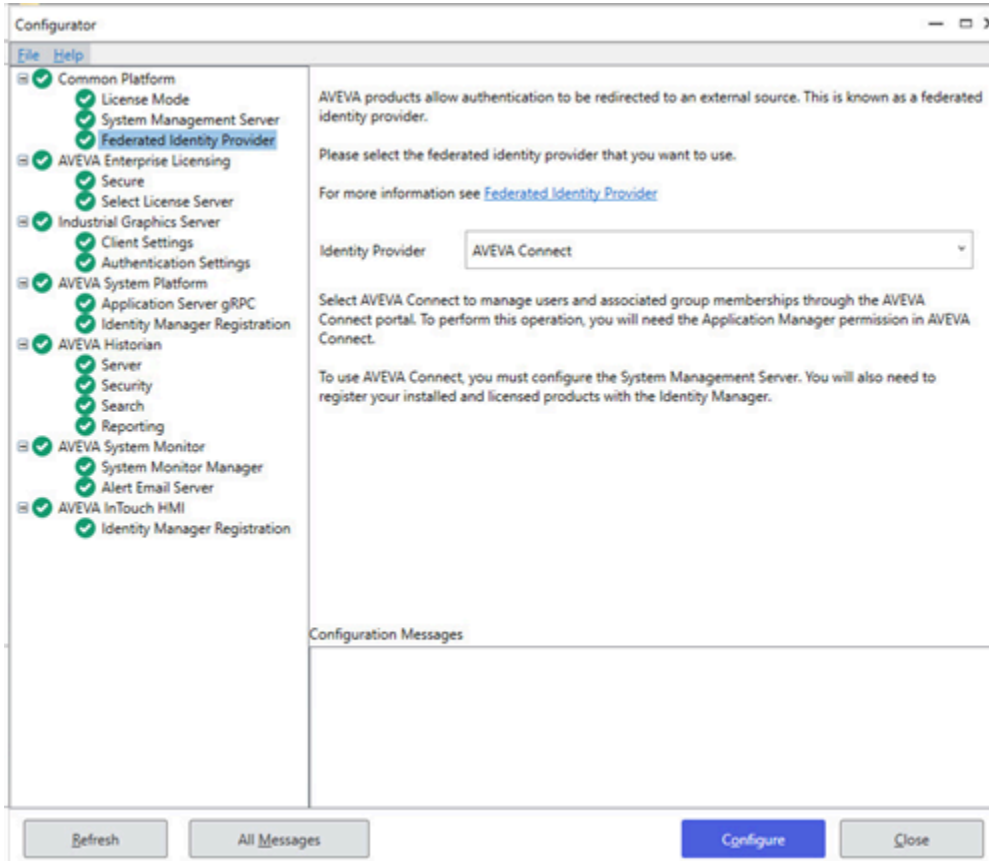 Configurator
File Help
Common Platform
License Mode
System Management Server
Federated Identity Provider
AVEVA Enterprise Licensing
Secure
Select License Server
Industrial Graphics Server
Client Settings
Authentication Settings
AVEVA System Platform
Application Server gRPC
Identity Manager Registration
AVEVA Historian
Server
Security
Search
Reporting
AVEVA System Monitor
System Monitor Manager
Alert Email Server
AVEVA InTouch HMI
Identity Manager Registration
AVEVA products allow authentication to be redirected to an external source. This is known as a federated
identity provider.
Please select the federated identity provider that you want to use.
For more information see Federated Identity Provider
Identity Provider AVEVA Connect
Select AVEVA Connect to manage users and associated group memberships through the AVEVA
Connect portal. To perform this operation, you will need the Application Manager permission in AVEVA
Connect.
To use AVEVA Connect, you must configure the System Management Server. You will also need to
register your installed and licensed products with the Identity Manager.
Configuration Messages
Refresh All Messages Configure Close